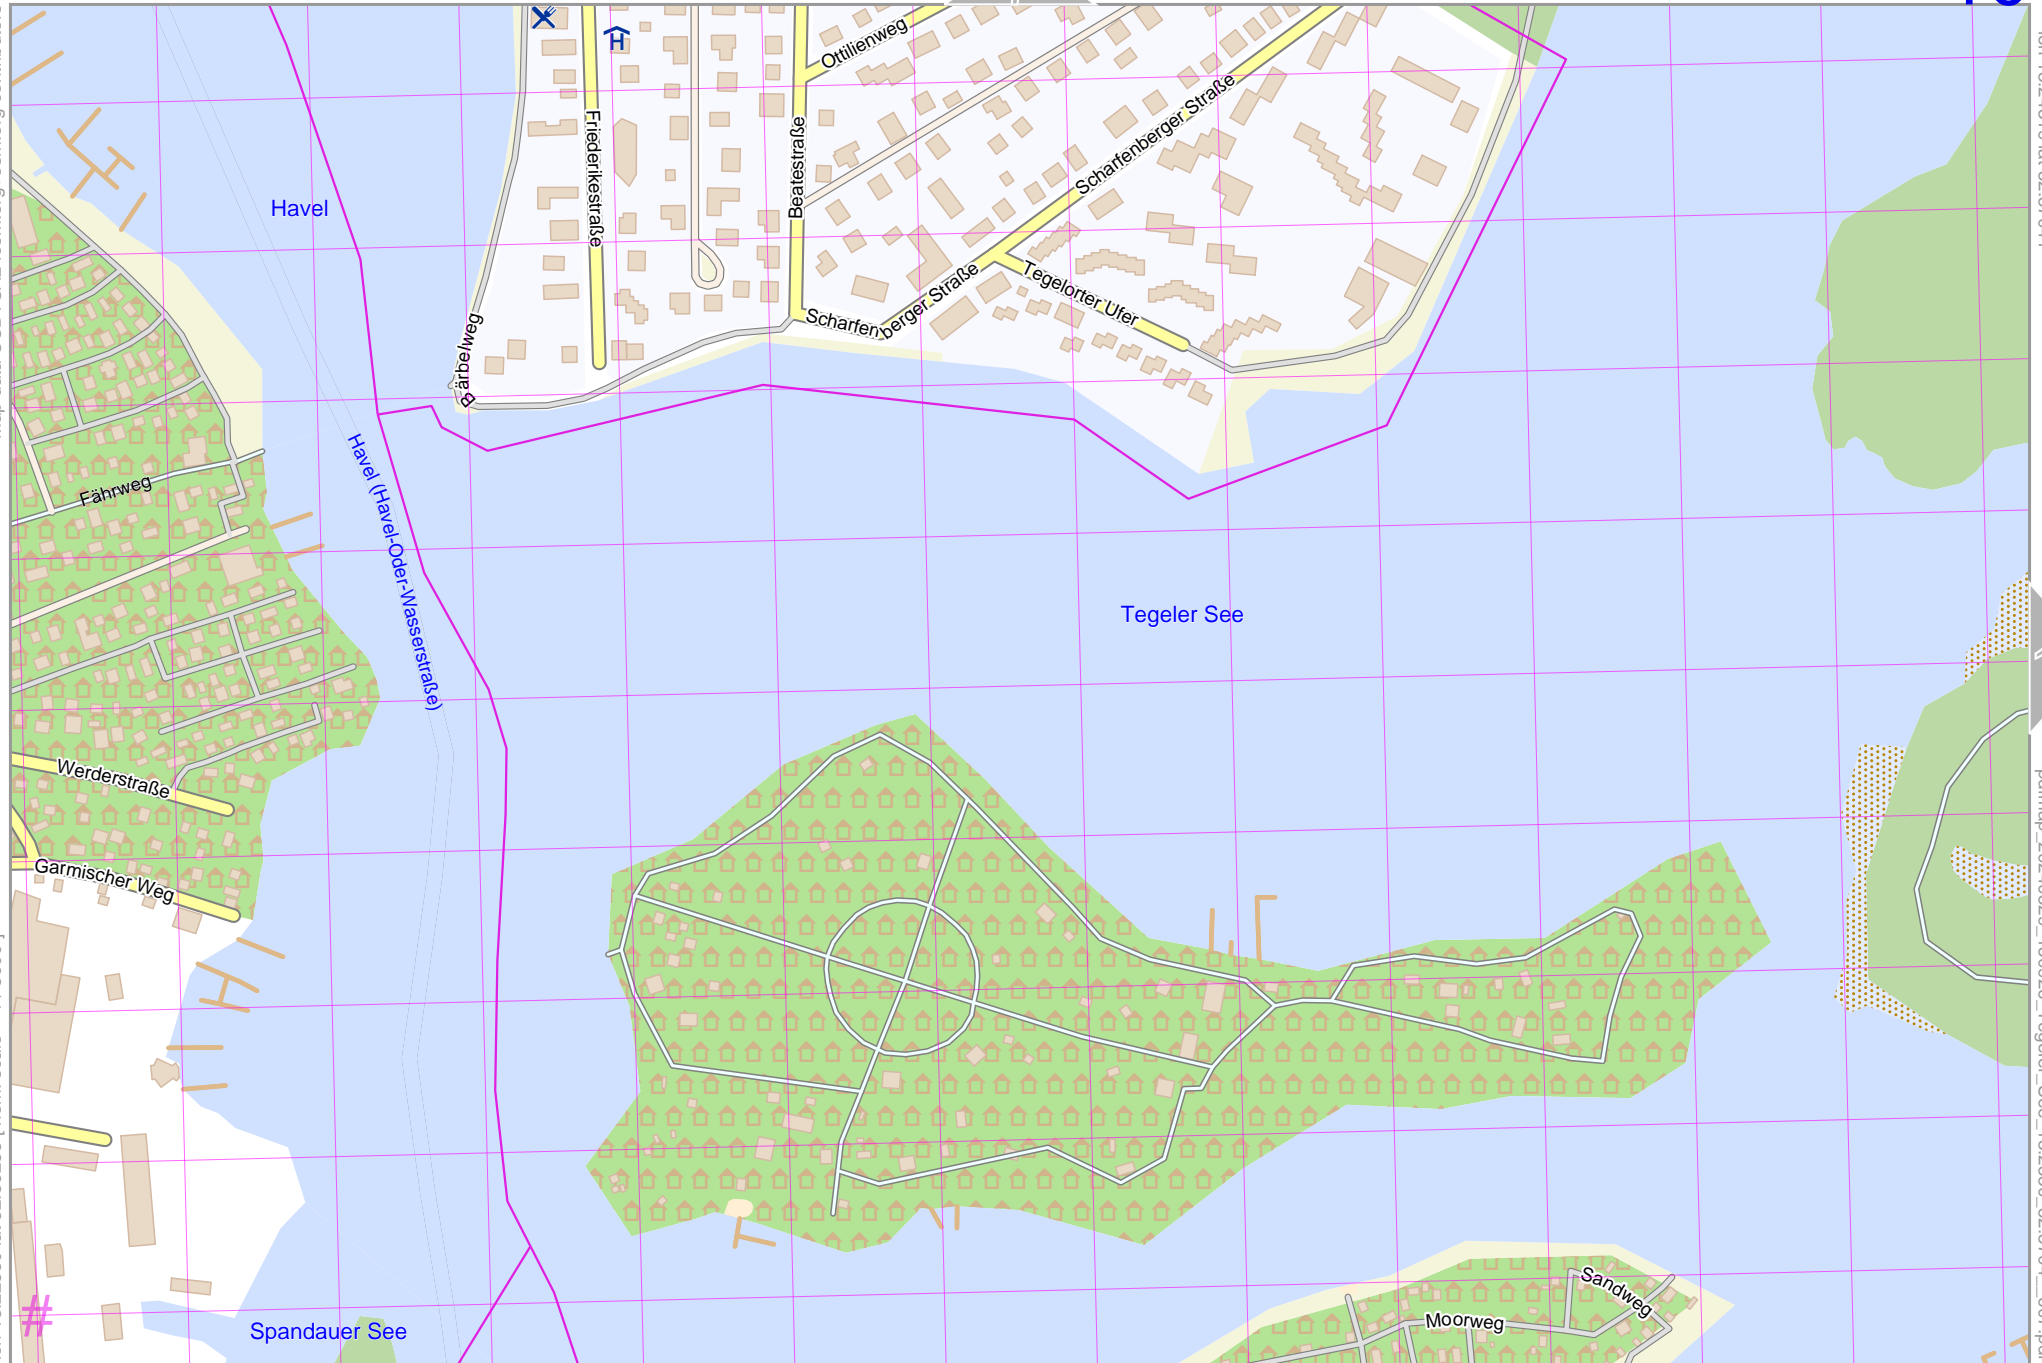 Ottilienweg
H
Friederikestraße
Beatestraße
Scharfenberger Straße
Havel
Tegelorter Ufer
Scharfenberger Straße
Bärbelweg
Havel (Havel-Oder-Wasserstraße)
Fährweg
Tegeler See
Werderstraße
Garmischer Weg
Sandweg
Moorweg
Spandauer See
#